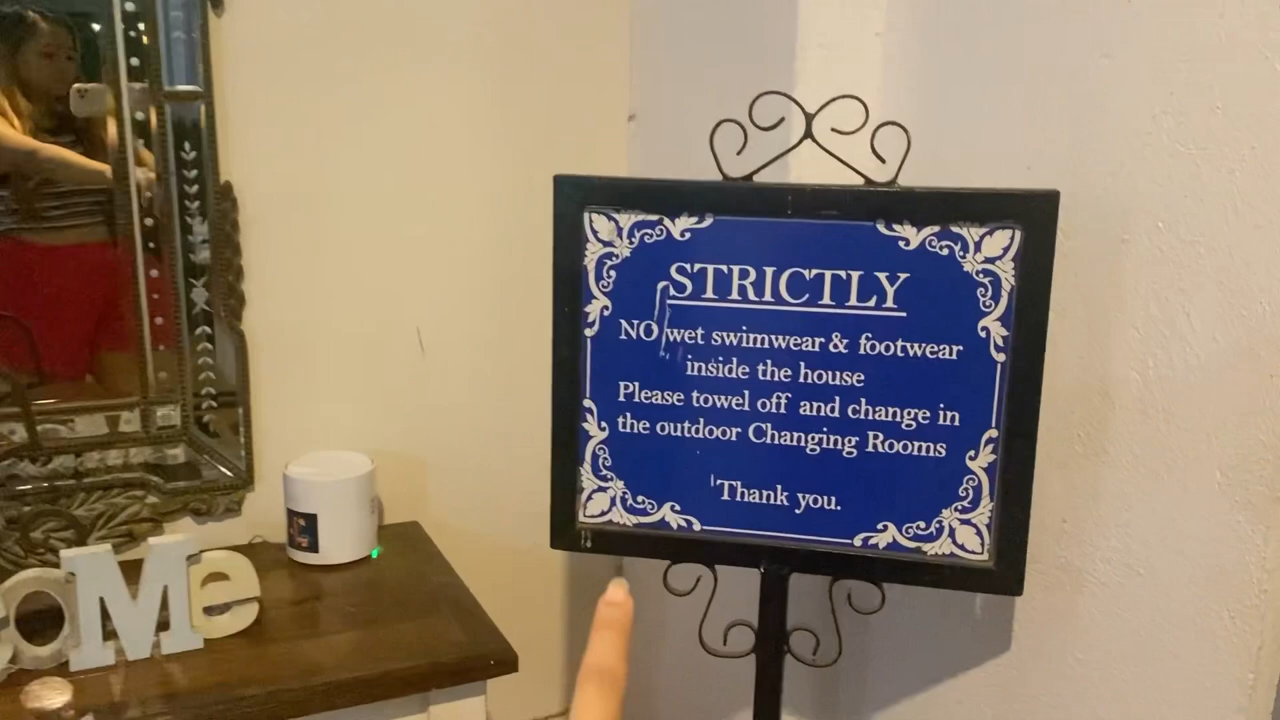 STRICTLY
NO wet swimwear & footwear
inside the house
Please towel off and change in
the outdoor Changing Rooms
Thank you.
oMe